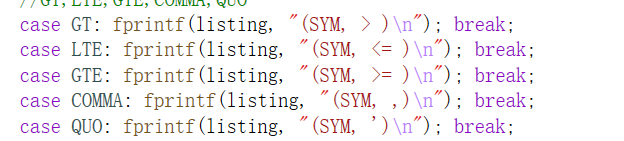 //GT,LTE,GTE,COMMA,QUO
case GT: fprintf(listing, "(SYM, > )\n"); break;
case LTE: fprintf(listing, "(SYM, <= )\n"); break;
case GTE: fprintf(listing, "(SYM, >= )\n"); break;
case COMMA: fprintf(listing, "(SYM, ,)\n"); break;
case QUO: fprintf(listing, "(SYM, ')\n"); break;